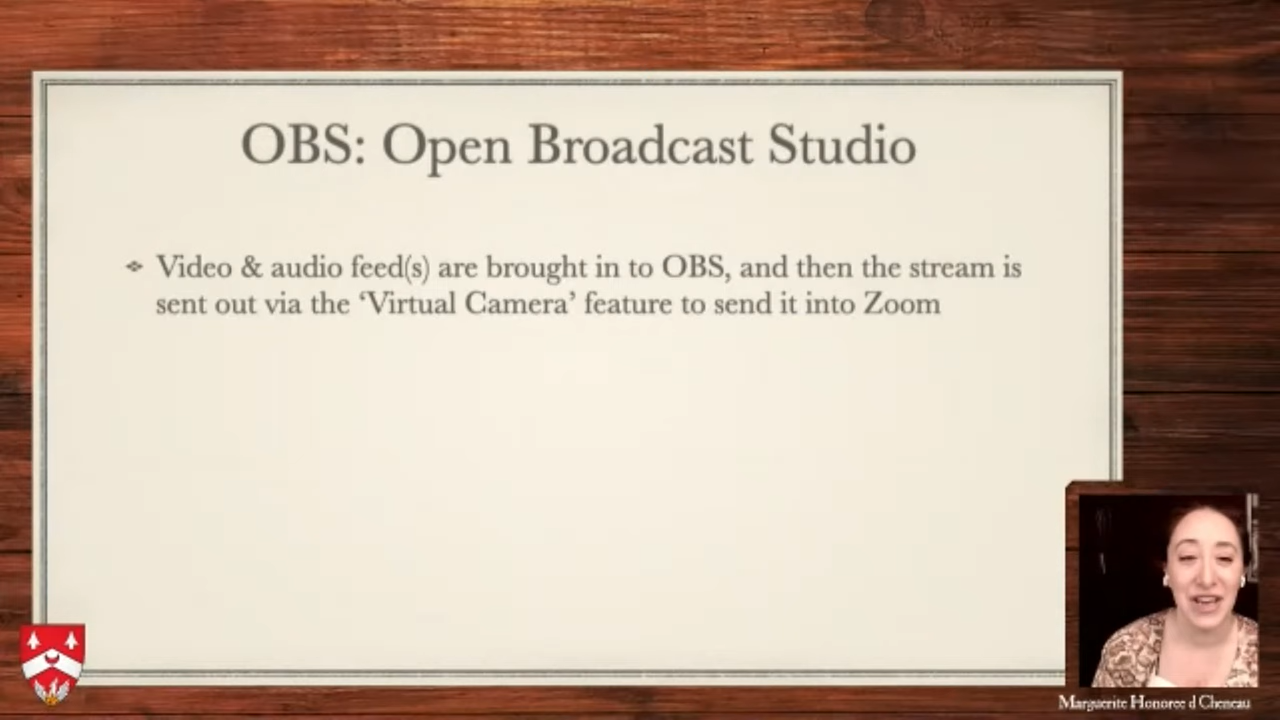 OBS: Open Broadcast Studio
Video & audio feed(s) are brought in to OBS, and then the stream is
sent out via the ‘Virtual Camera’ feature to send it into Zoom
Marguerite Honoree d Cheneau